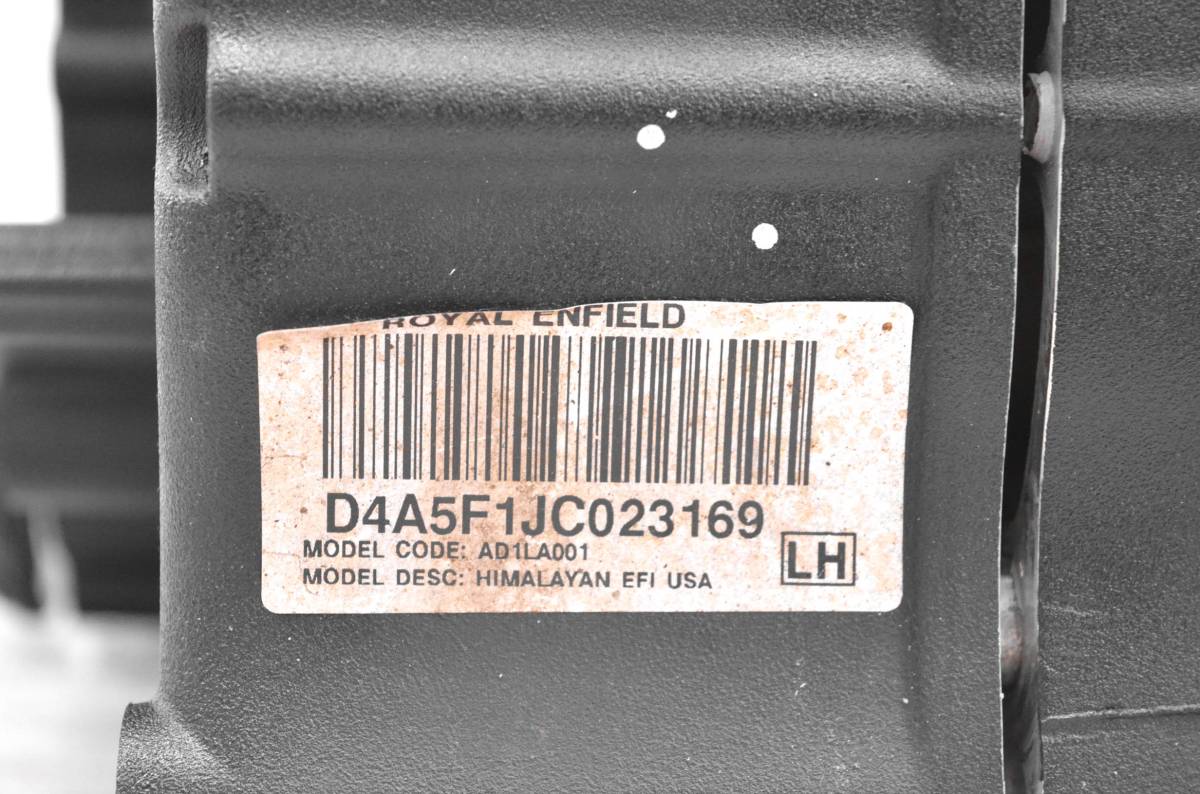 ROYAL ENFIELD
D4A5F1JC023169
MODEL CODE: AD1LA001
MODEL DESC: HIMALAYAN EFI USA
LH